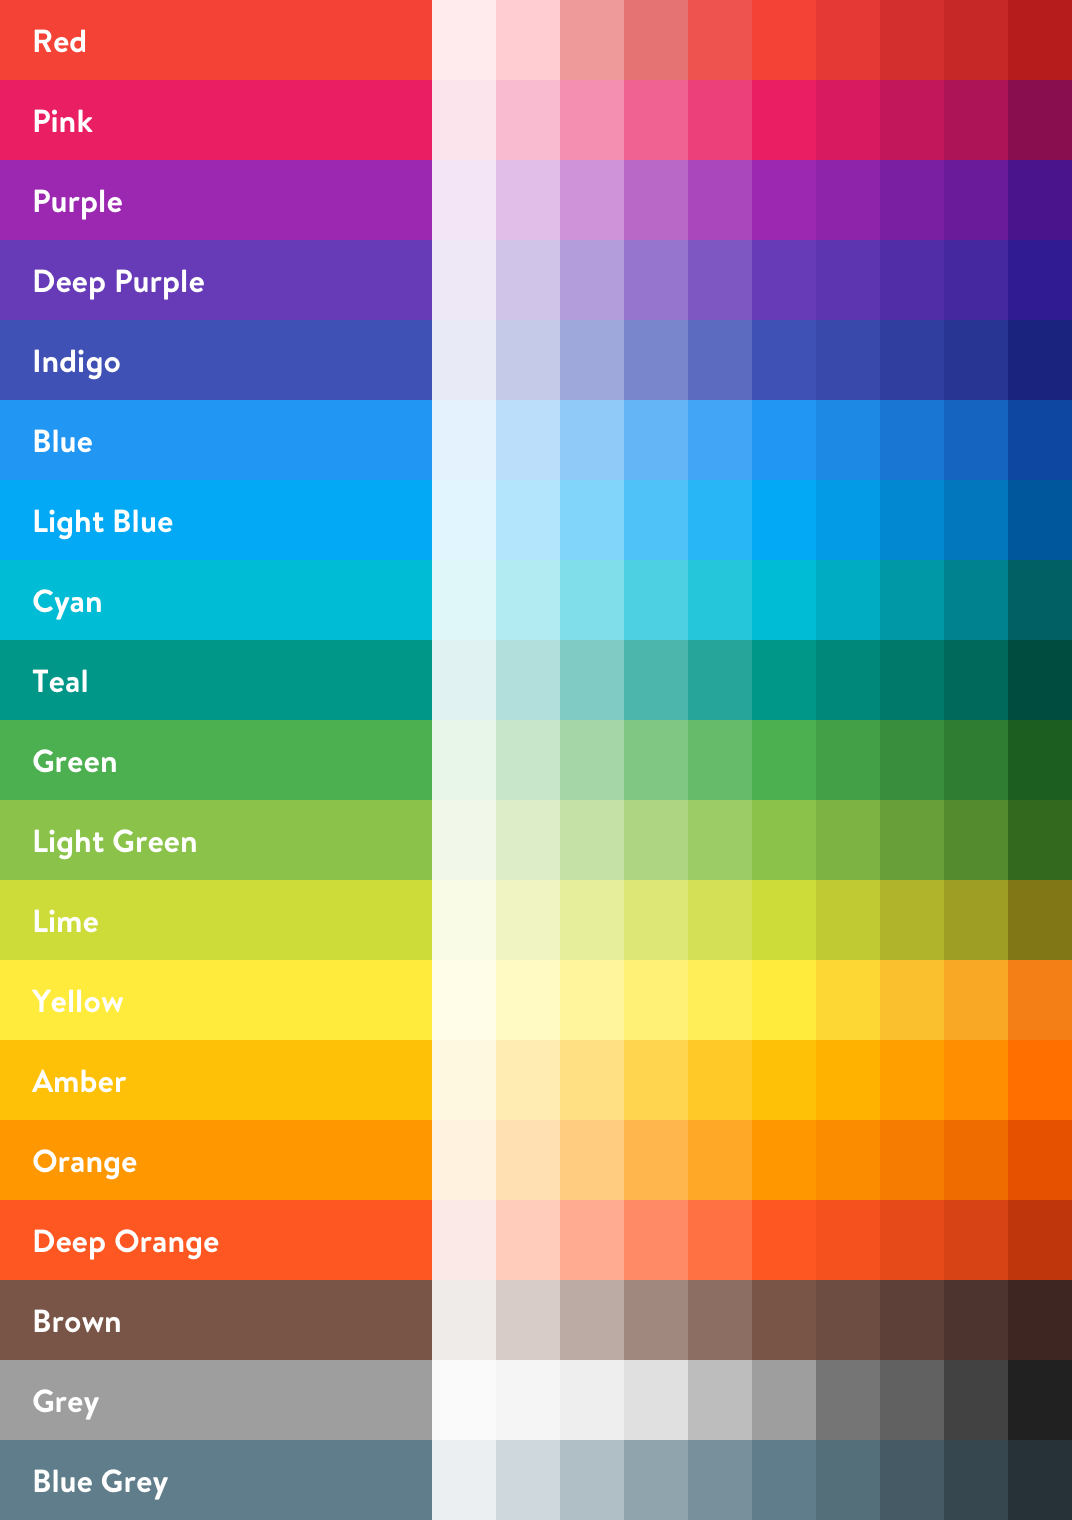 Red
Pink
Purple
Deep Purple
Indigo
Blue
Light Blue
Cyan
Teal
Green
Light Green
Lime
Yellow
Amber
Orange
Deep Orange
Brown
Grey
Blue Grey